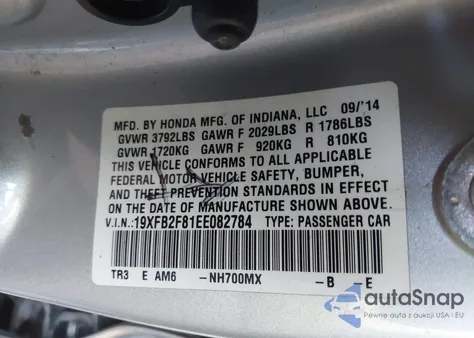 MFD. BY HONDA MFG. OF INDIANA, LLC 09/'14
GVWR 3792LBS GAWR F 2029LBS R 1786LBS
GVWR 1720KG GAWR F 920KG R 810KG
THIS VEHICLE CONFORMS TO ALL APPLICABLE
FEDERAL MOTOR VEHICLE SAFETY, BUMPER,
AND THEFT PREVENTION STANDARDS IN EFFECT
ON THE DATE OF MANUFACTURE SHOWN ABOVE.
V.I.N.:19XFB2F81EE082784 TYPE: PASSENGER CAR
TR3 E AM6 -NH700MX -B -E
autoSnap
Pewne auta z aukcji USA i EU